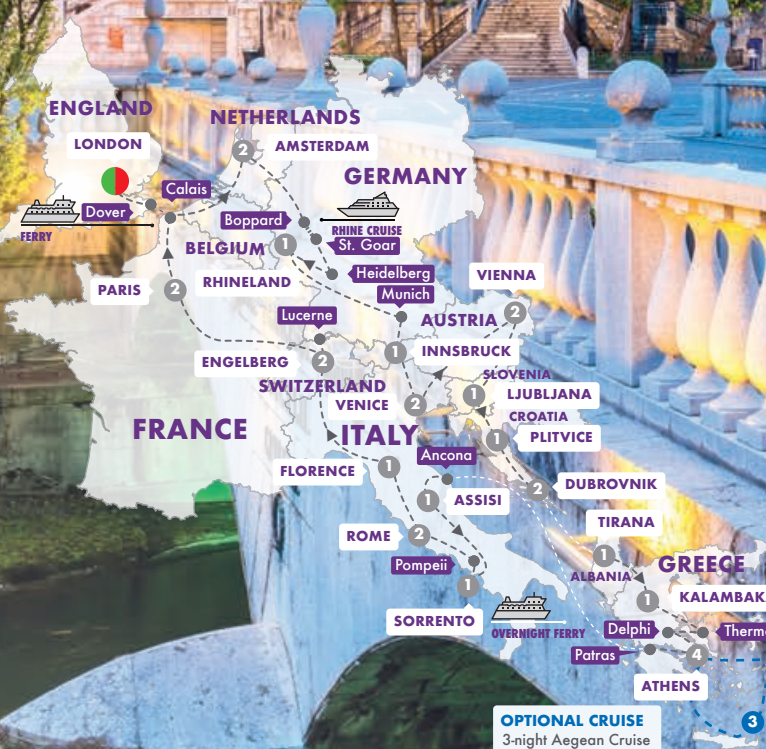 ENGLAND
LONDON
NETHERLANDS
2
AMSTERDAM
GERMANY
Calais
Dover
FERRY
Boppard
RHINE CRUISE
St. Goar
BELGIUM
1
RHINELAND
Heidelberg
Munich
VIENNA
PARIS
2
Lucerne
AUSTRIA
2
ENGELBERG
2
1
INNSBRUCK
SWITZERLAND
SLOVENIA
VENICE
2
1
LJUBLJANA
CROATIA
FRANCE
ITALY
1
PLITVICE
Ancona
FLORENCE
1
2
DUBROVNIK
1
ASSISI
TIRANA
ROME
2
1
GREECE
Pompeii
ALBANIA
1
1
KALAMBAK
SORRENTO
OVERNIGHT FERRY
Delphi
Therm
Patras
4
ATHENS
OPTIONAL CRUISE
3-night Aegean Cruise
3